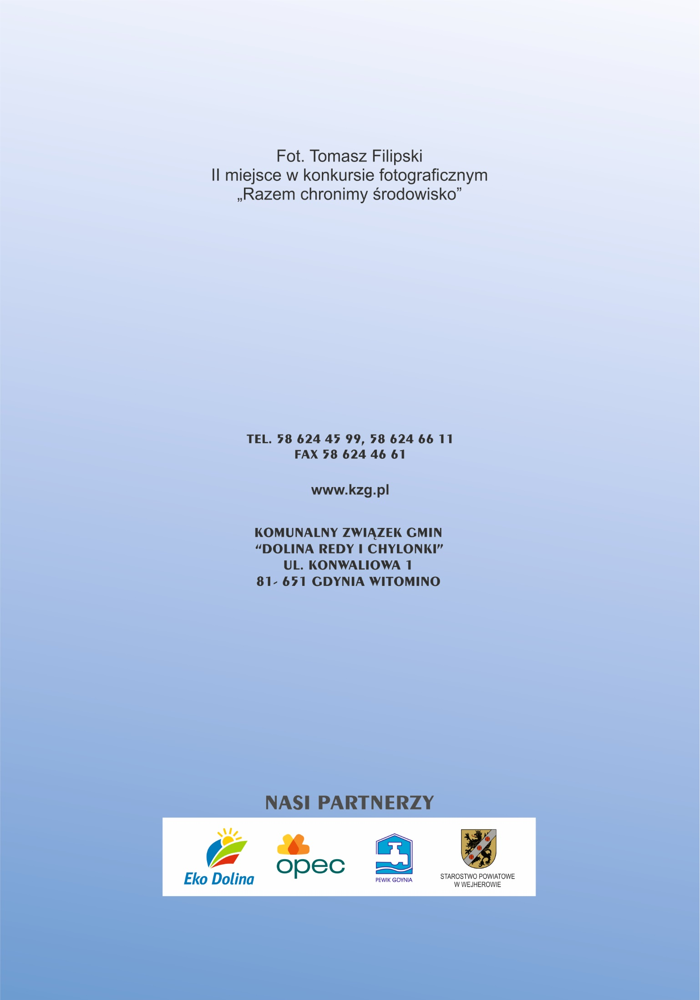 Fot. Tomasz Filipski
II miejsce w konkursie fotograficznym
„Razem chronimy środowisko”
TEL. 58 624 45 99, 58 624 66 11
FAX 58 624 46 61
www.kzg.pl
KOMUNALNY ZWIĄZEK GMIN
“DOLINA REDY I CHYLONKI”
UL. KONWALIOWA 1
81- 651 GDYNIA WITOMINO
NASI PARTNERZY
Eko Dolina
opec
PEWIK GDYNIA
STAROSTWO POWIATOWE
W WEJHEROWIE